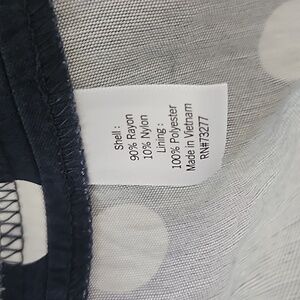 Shell :
90% Rayon
10% Nylon
Lining :
100% Polyester
Made in Vietnam
RN#73277